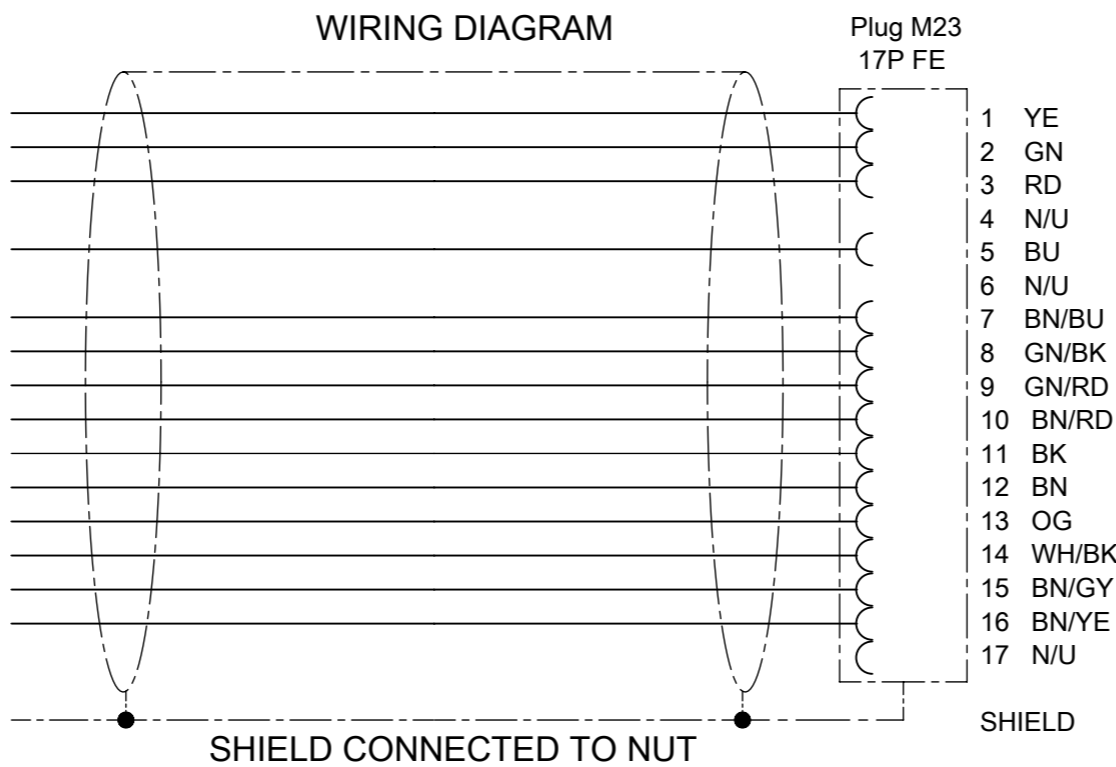 WIRING DIAGRAM
Plug M23
17P FE
1 YE
2 GN
3 RD
4 N/U
5 BU
6 N/U
7 BN/BU
8 GN/BK
9 GN/RD
10 BN/RD
11 BK
12 BN
13 OG
14 WH/BK
15 BN/GY
16 BN/YE
17 N/U
SHIELD
SHIELD CONNECTED TO NUT